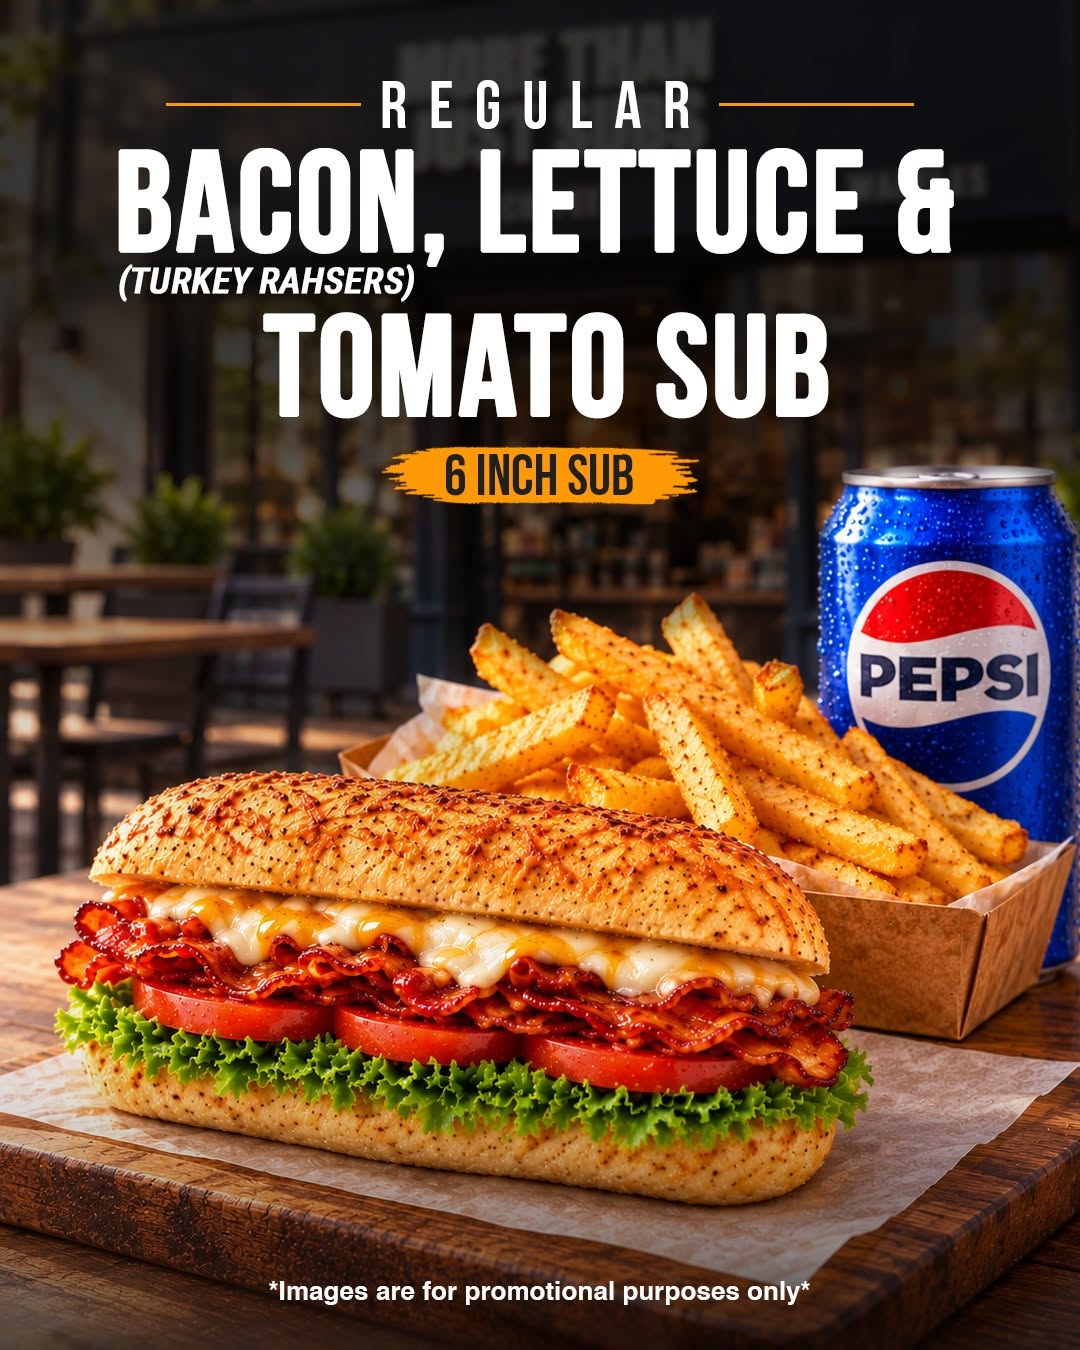 REGULAR
BACON, LETTUCE &
(TURKEY RAHSERS)
TOMATO SUB
6 INCH SUB
PEPSI
*Images are for promotional purposes only*